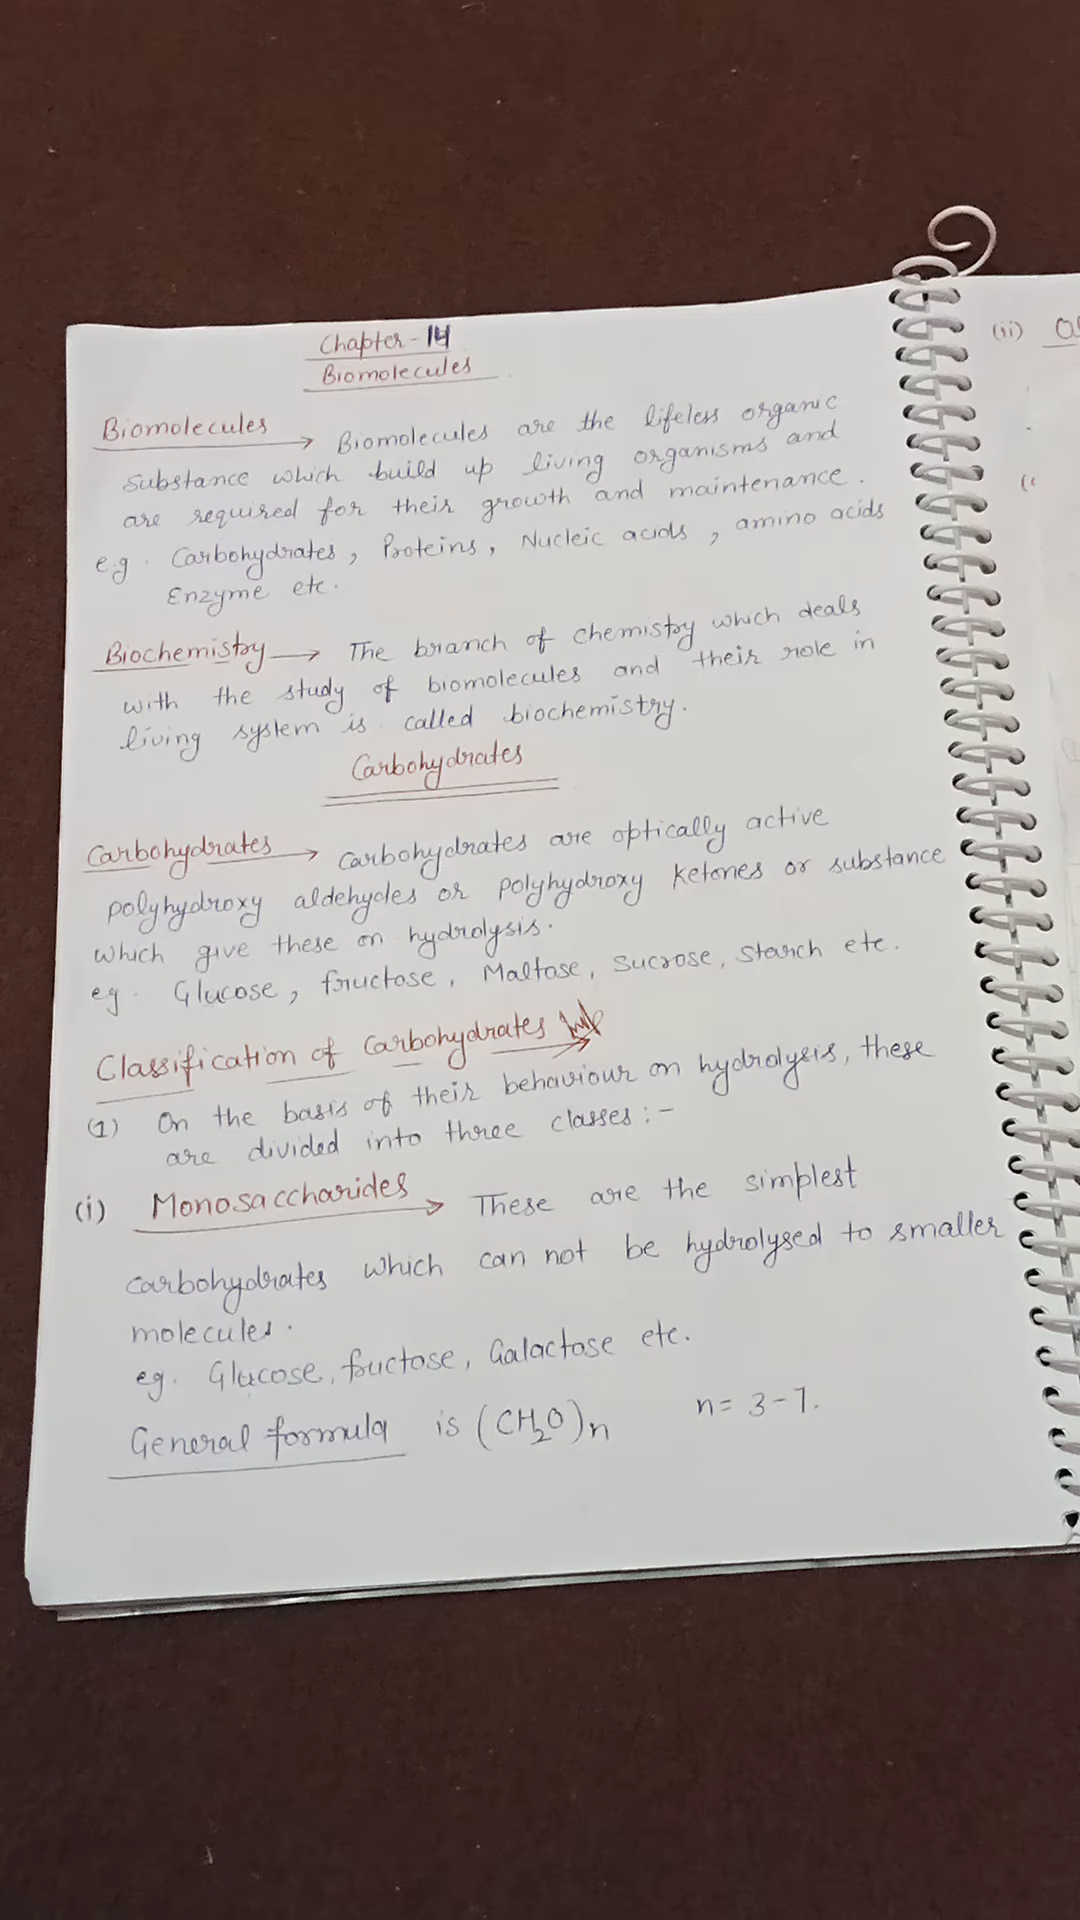 Chapter-14
Biomolecules
Biomolecules → Biomolecules are the lifeless organic
substance which build up living organisms and
are required for their growth and maintenance.
e.g. Carbohydrates, Proteins, Nucleic acids, amino acids
Enzyme etc.
Biochemistry → The branch of chemistry which deals
with the study of biomolecules and their role in
living system is called biochemistry.
Carbohydrates
Carbohydrates → Carbohydrates are optically active
polyhydroxy aldehydes or polyhydroxy ketones or substance
which give these on hydrolysis.
eg. Glucose, fructose, Maltose, Sucrose, Starch etc.
Classification of Carbohydrates Imp
(1) On the basis of their behaviour on hydrolysis, these
are divided into three classes:-
(i) Monosaccharides → These are the simplest
carbohydrates which can not be hydrolysed to smaller
molecules.
eg. Glucose, fructose, Galactose etc.
General formula is (CH₂O)n n= 3-7.
(ii)